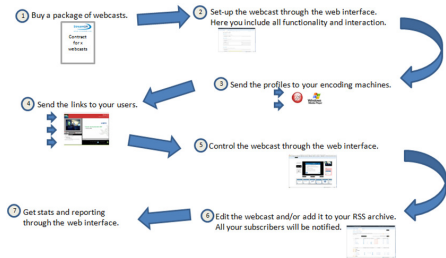 1 Buy a package of webcasts.
Contract
for x
webcasts
2 Set-up the webcast through the web interface.
Here you include all functionality and interaction.
3 Send the profiles to your encoding machines.
4 Send the links to your users.
5 Control the webcast through the web interface.
6 Edit the webcast and/or add it to your RSS archive.
All your subscribers will be notified.
7 Get stats and reporting
through the web interface.